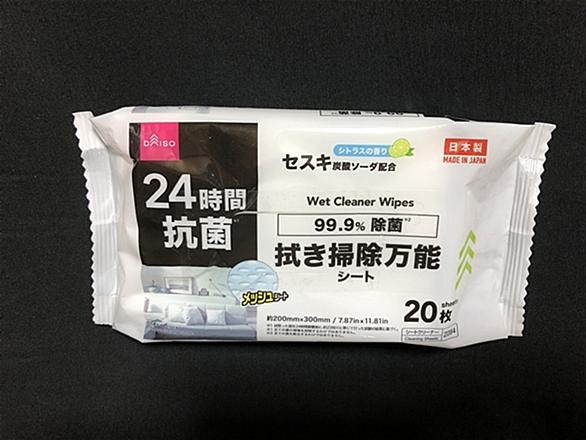 DAISO
24時間
抗菌※1
シトラスの香り
セスキ炭酸ソーダ配合
日本製
MADE IN JAPAN
Wet Cleaner Wipes
99.9% 除菌※2
拭き掃除万能
シート
メッシュシート
20枚
sheets
約200mm×300mm / 7.87in×11.81in
シートクリーナー
Cleaning Sheets